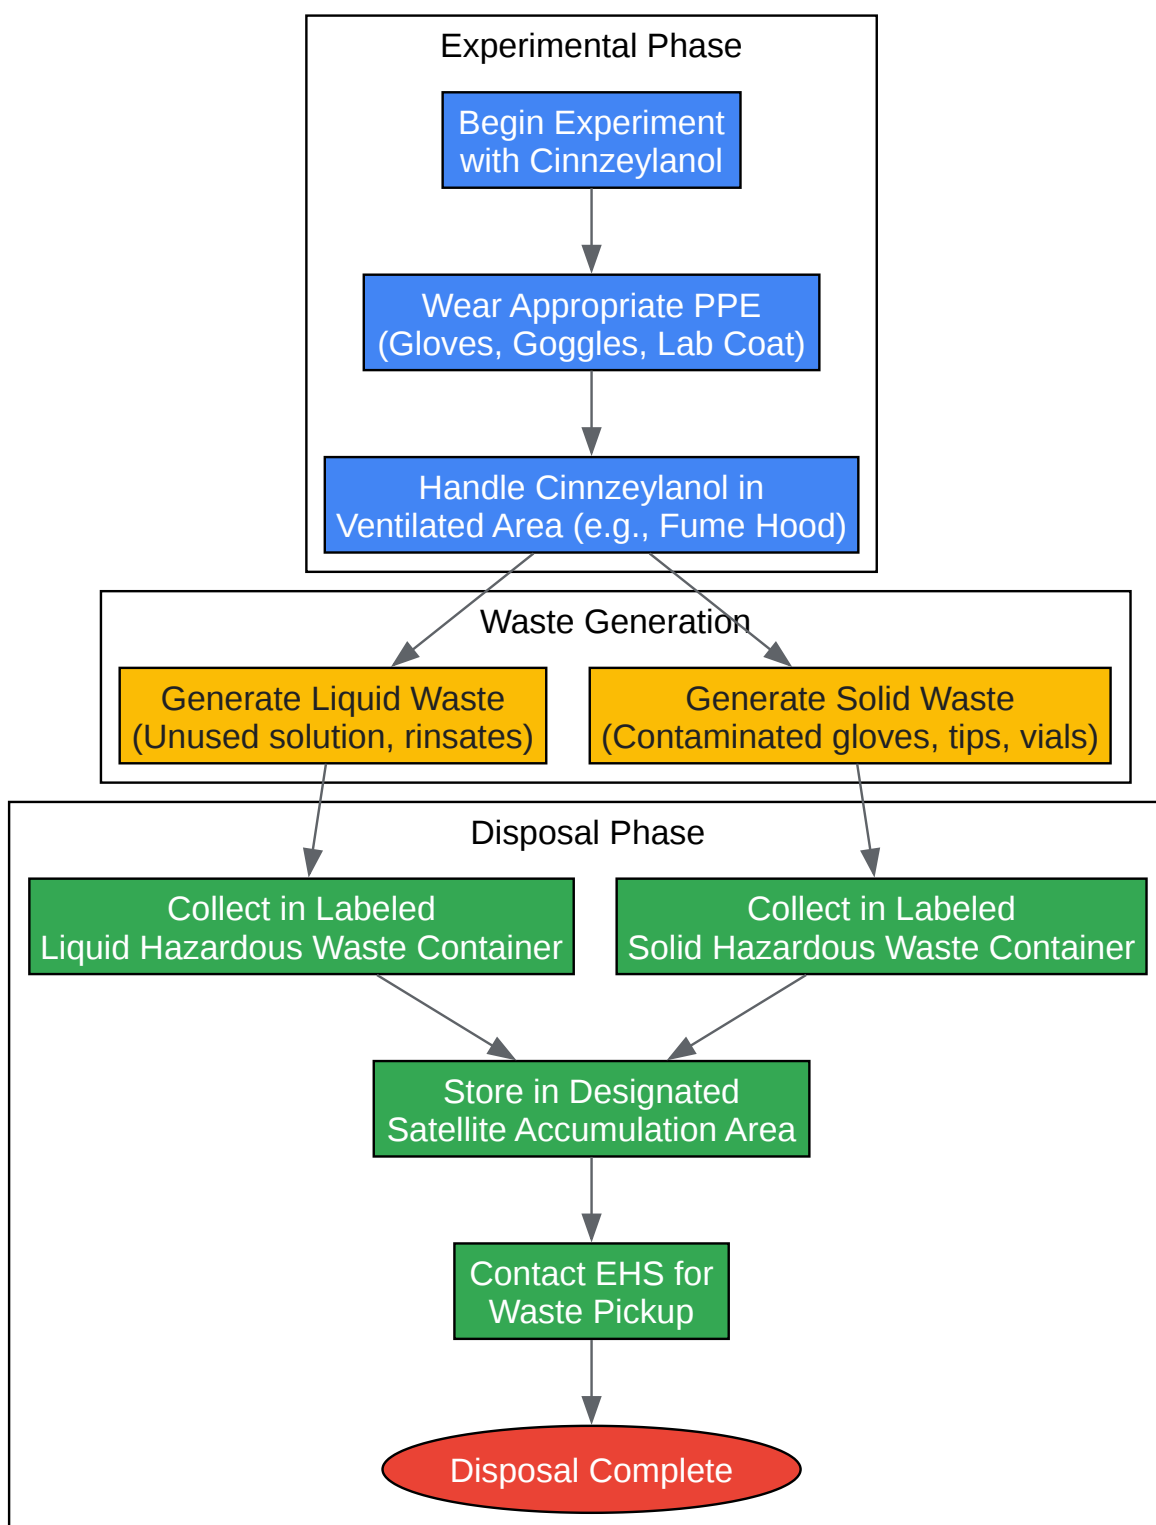 Experimental Phase
Begin Experiment
with Cinnzeylanol
Wear Appropriate PPE
(Gloves, Goggles, Lab Coat)
Handle Cinnzeylanol in
Ventilated Area (e.g., Fume Hood)
Waste Generation
Generate Liquid Waste
(Unused solution, rinsates)
Generate Solid Waste
(Contaminated gloves, tips, vials)
Disposal Phase
Collect in Labeled
Liquid Hazardous Waste Container
Collect in Labeled
Solid Hazardous Waste Container
Store in Designated
Satellite Accumulation Area
Contact EHS for
Waste Pickup
Disposal Complete